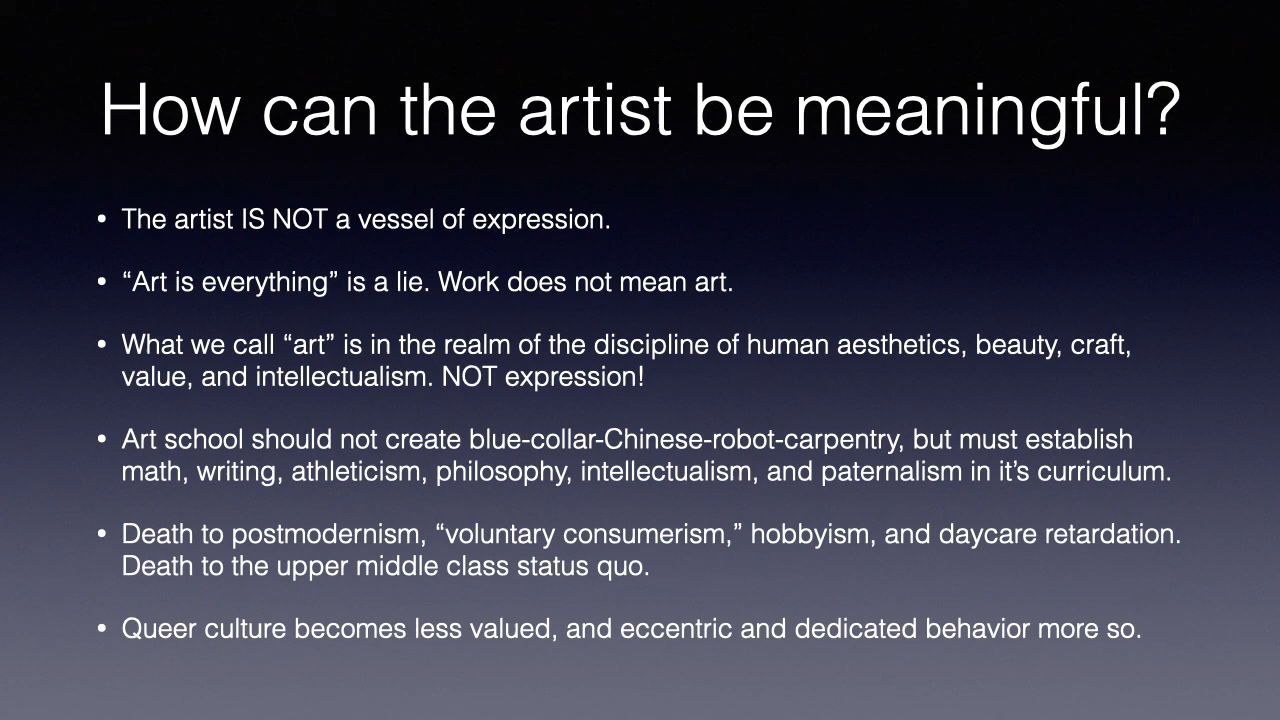 How can the artist be meaningful?
• The artist IS NOT a vessel of expression.
• “Art is everything” is a lie. Work does not mean art.
• What we call “art” is in the realm of the discipline of human aesthetics, beauty, craft,
value, and intellectualism. NOT expression!
• Art school should not create blue-collar-Chinese-robot-carpentry, but must establish
math, writing, athleticism, philosophy, intellectualism, and paternalism in it’s curriculum.
• Death to postmodernism, “voluntary consumerism,” hobbyism, and daycare retardation.
Death to the upper middle class status quo.
• Queer culture becomes less valued, and eccentric and dedicated behavior more so.